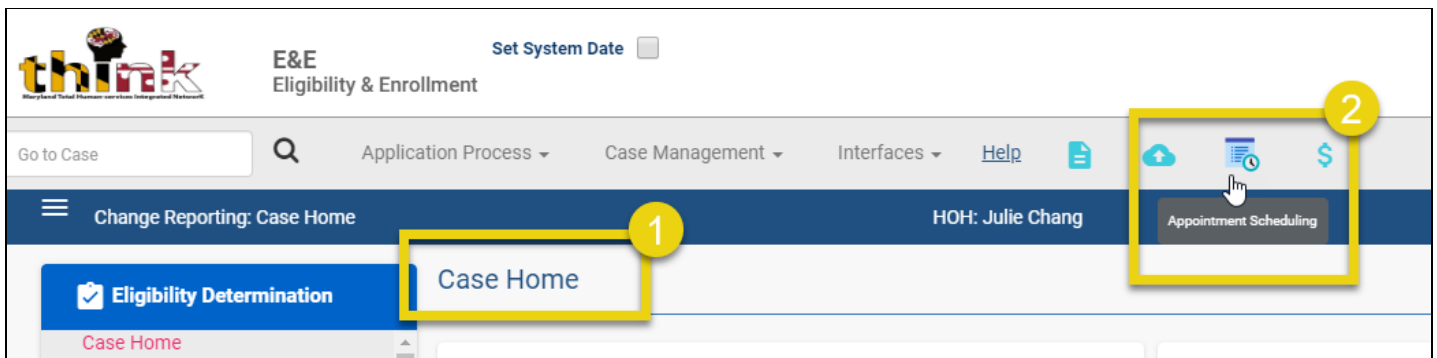 think
Maryland Total Human-services Integrated Network
E&E
Eligibility & Enrollment
Set System Date
2
Go to Case
Application Process
Case Management
Interfaces
Help
$
Change Reporting: Case Home
HOH: Julie Chang
Appointment Scheduling
1
Eligibility Determination
Case Home
Case Home